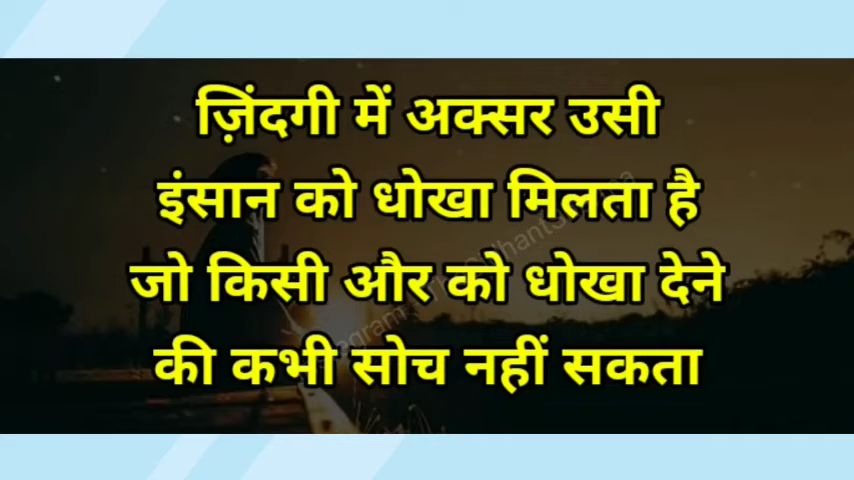 ज़िंदगी में अक्सर उसी
इंसान को धोखा मिलता है
जो किसी और को धोखा देने
की कभी सोच नहीं सकता